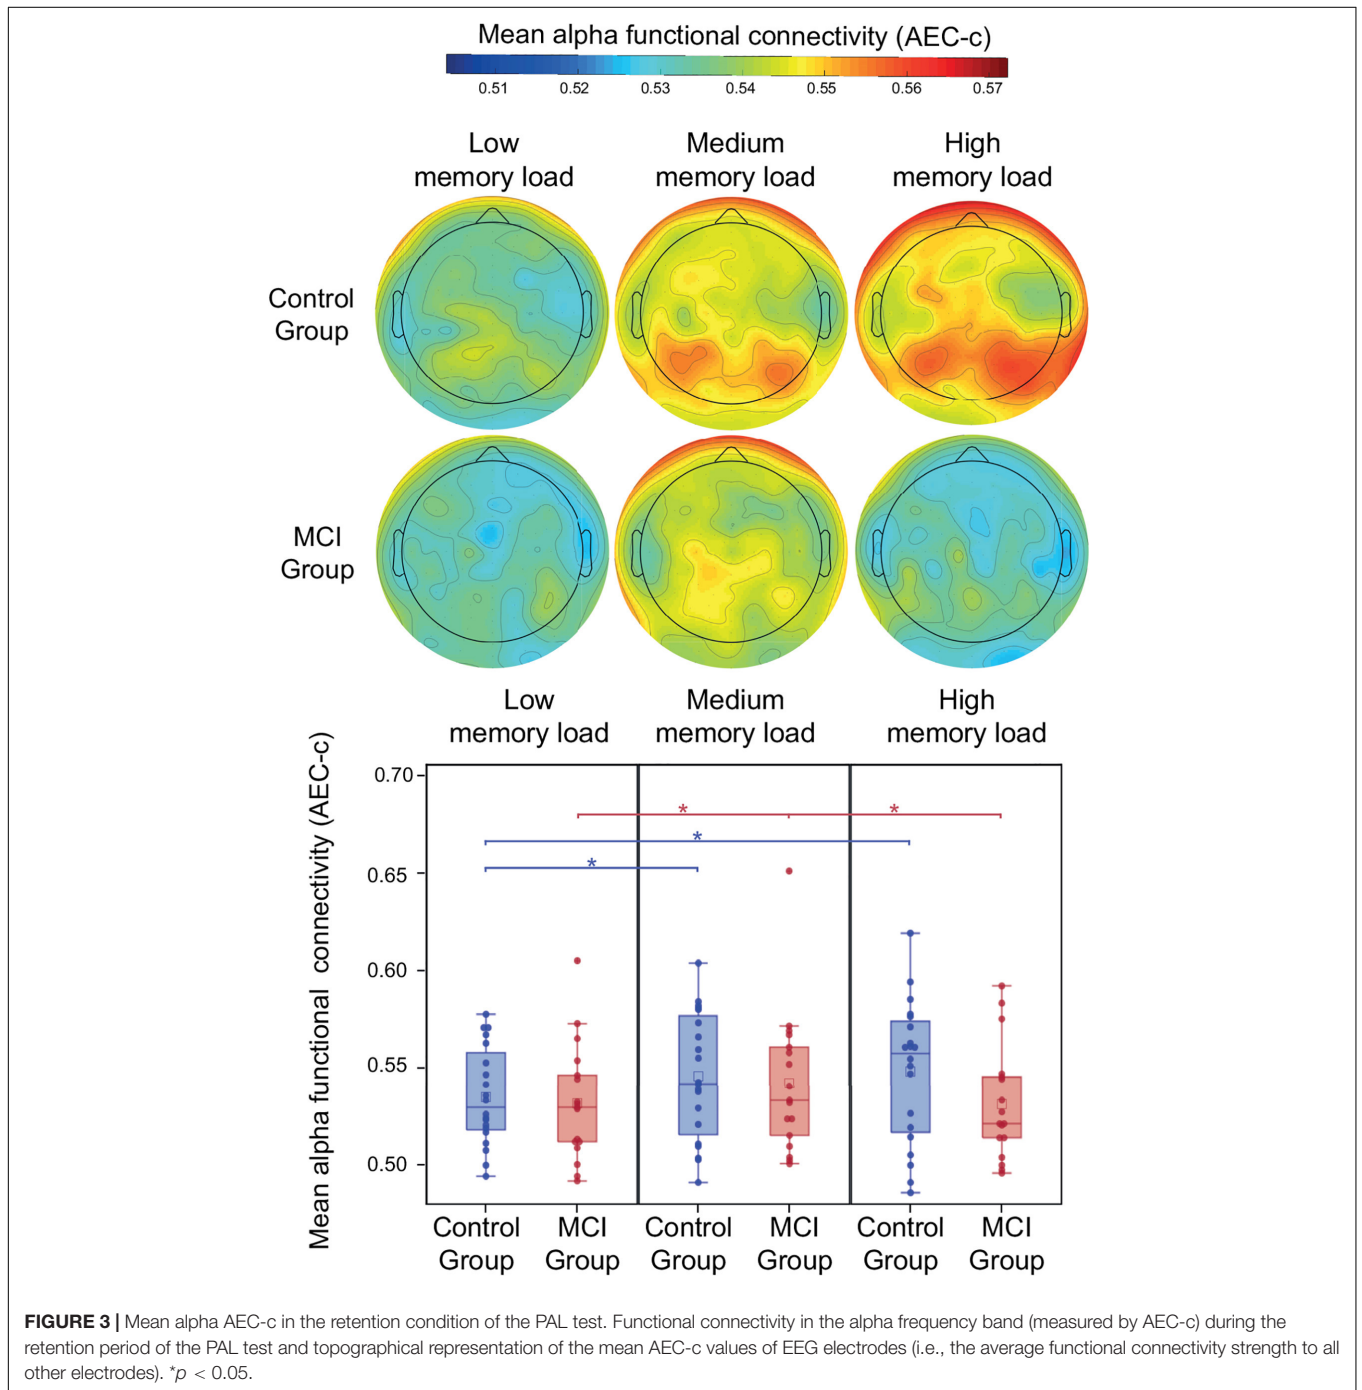 Mean alpha functional connectivity (AEC-c)
0.51 0.52 0.53 0.54 0.55 0.56 0.57
Low memory load
Medium memory load
High memory load
Control Group
MCI Group
Low memory load
Medium memory load
High memory load
Mean alpha functional connectivity (AEC-c)
0.70
* *
*
0.65
*
0.60
0.55
0.50
Control Group
MCI Group
Control Group
MCI Group
Control Group
MCI Group
FIGURE 3 | Mean alpha AEC-c in the retention condition of the PAL test. Functional connectivity in the alpha frequency band (measured by AEC-c) during the
retention period of the PAL test and topographical representation of the mean AEC-c values of EEG electrodes (i.e., the average functional connectivity strength to all
other electrodes). *p < 0.05.